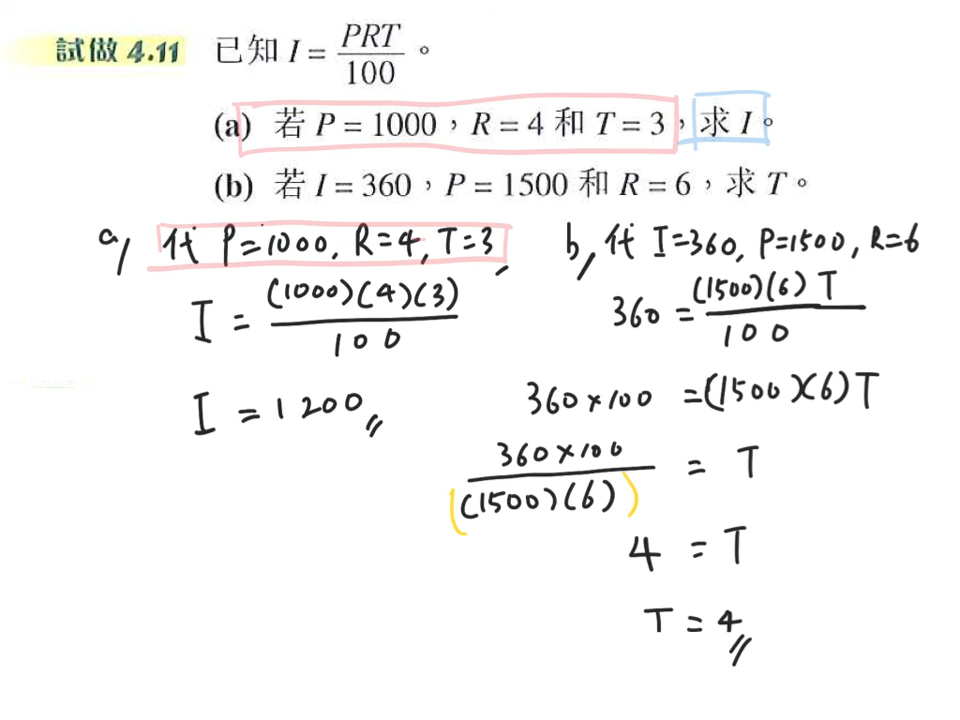 試做 4.11 已知 I = PRT/100。
(a) 若 P = 1000，R = 4 和 T = 3，求 I。
(b) 若 I = 360，P = 1500 和 R = 6，求 T。
a) 代 P=1000, R=4, T=3,
I = (1000)(4)(3)/100
I = 1200
b) 代 I=360, P=1500, R=6
360 = (1500)(6)T/100
360×100 = (1500)(6)T
360×100/((1500)(6)) = T
4 = T
T = 4